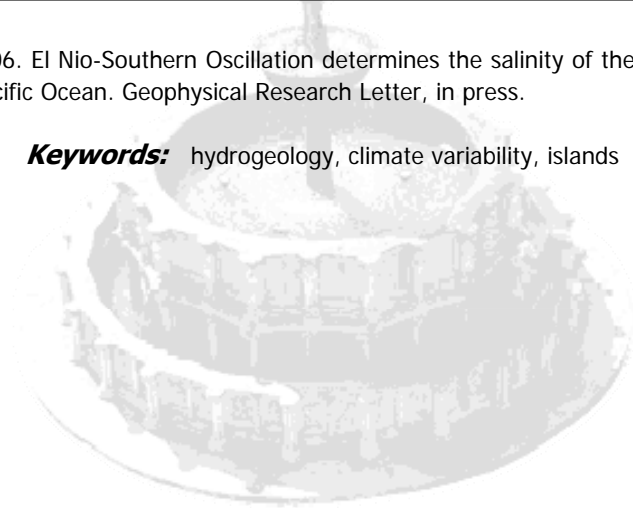 06. El Nio-Southern Oscillation determines the salinity of the
cific Ocean. Geophysical Research Letter, in press.
Keywords: hydrogeology, climate variability, islands